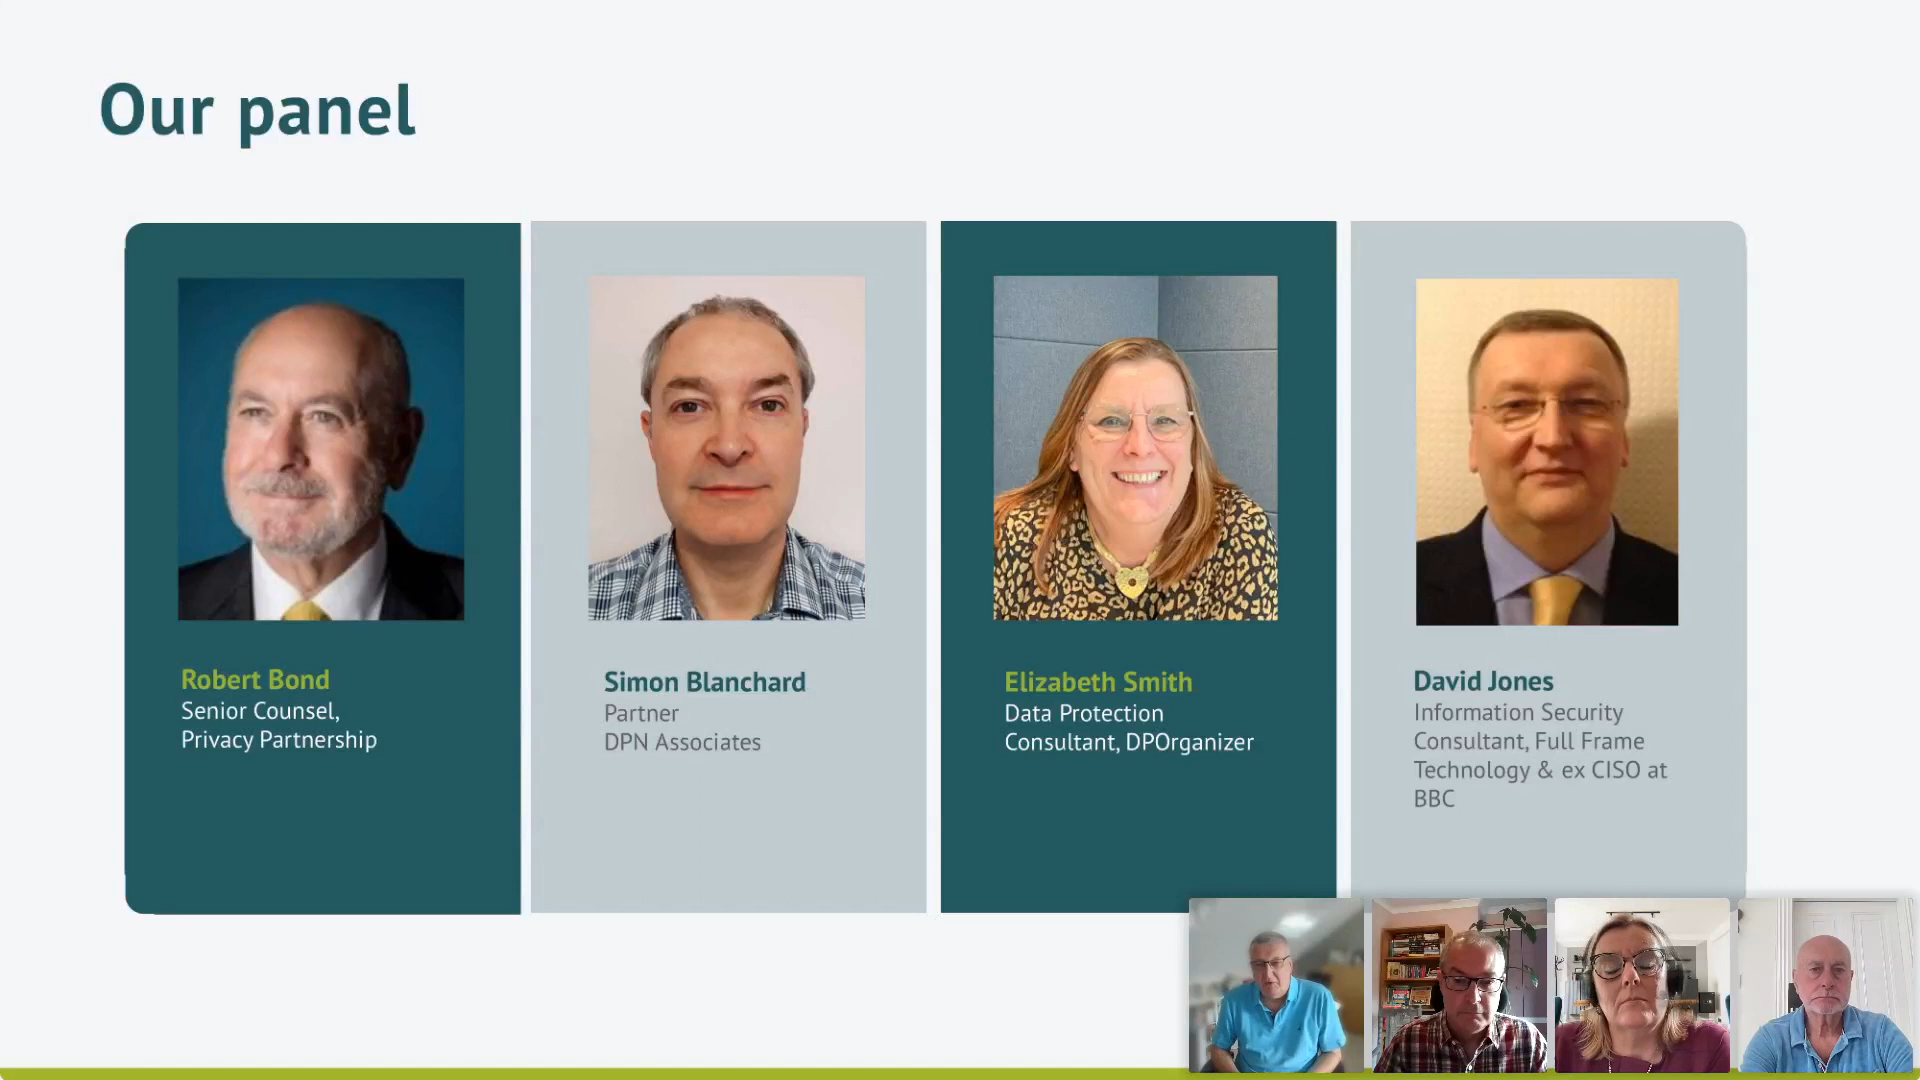 Our panel
Robert Bond
Senior Counsel,
Privacy Partnership
Simon Blanchard
Partner
DPN Associates
Elizabeth Smith
Data Protection
Consultant, DPOrganizer
David Jones
Information Security
Consultant, Full Frame
Technology & ex CISO at
BBC